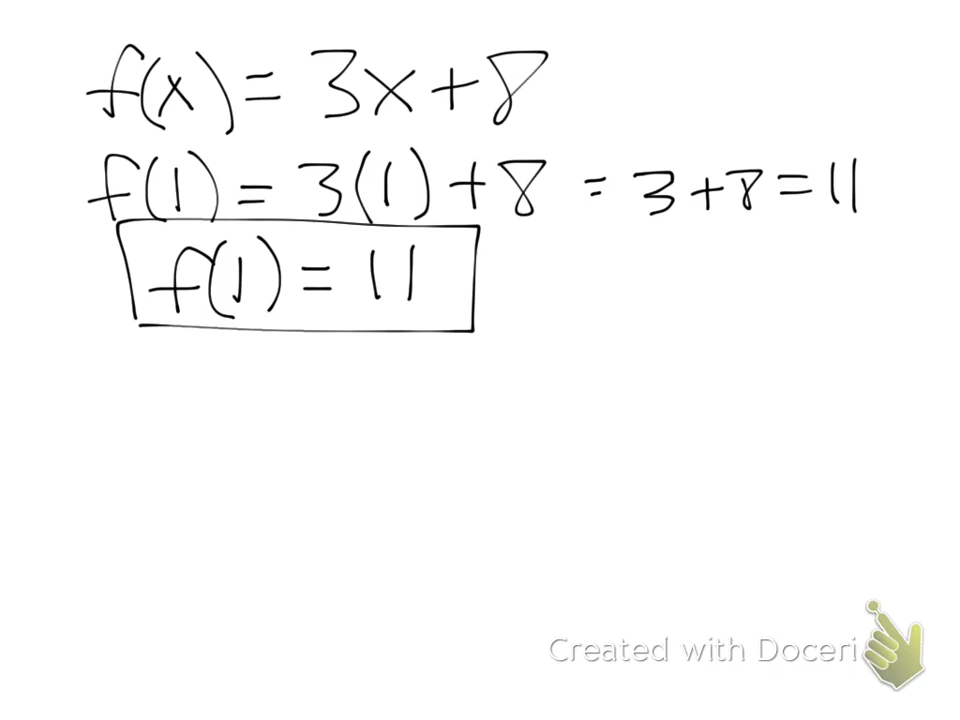 f(x) = 3x + 8
f(1) = 3(1) + 8 = 3 + 8 = 11
f(1) = 11
Created with Doceri